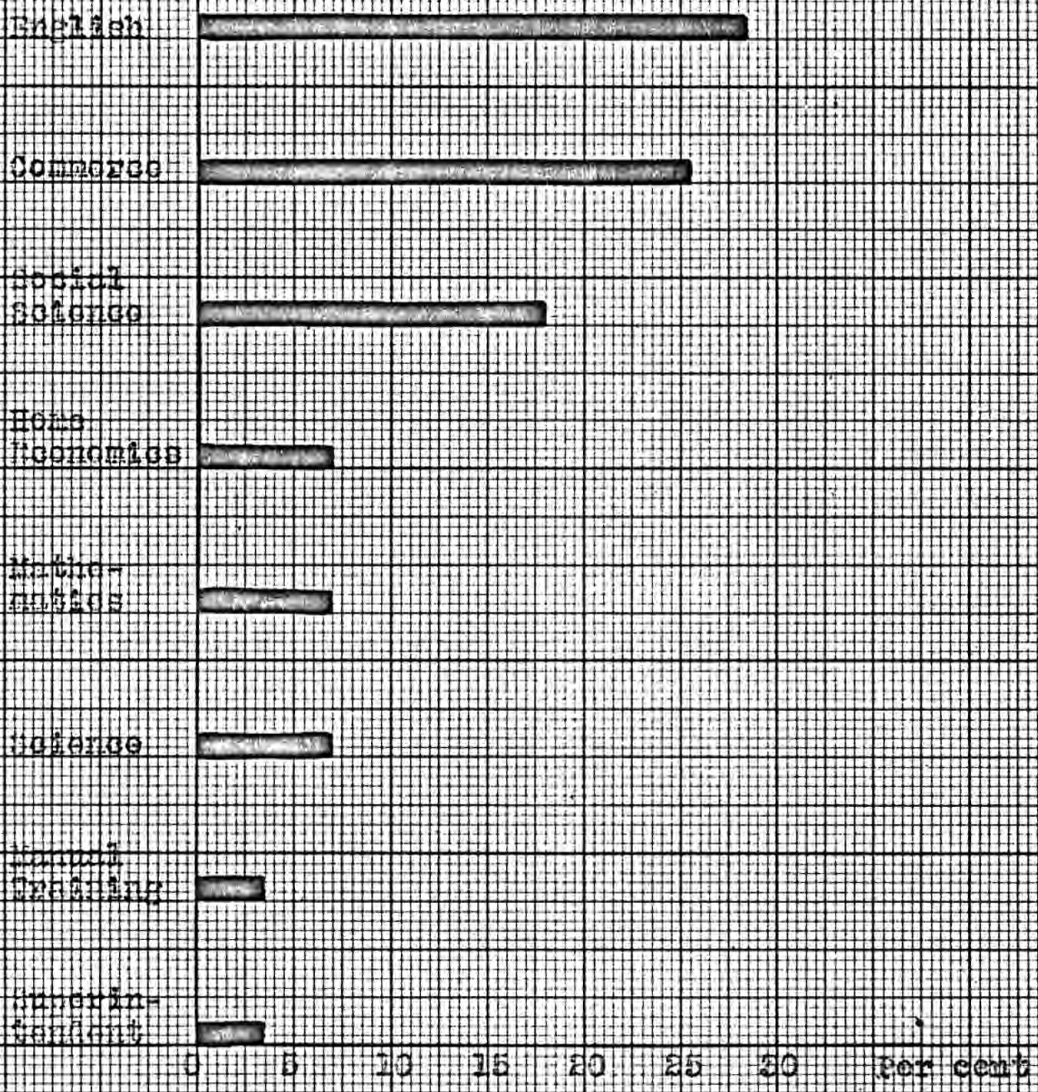 English
Commerce
Social
Science
Home
Economics
Mathe-
matics
Science
Manual
Training
Superin-
tendent
0 5 10 15 20 25 30 Per cent